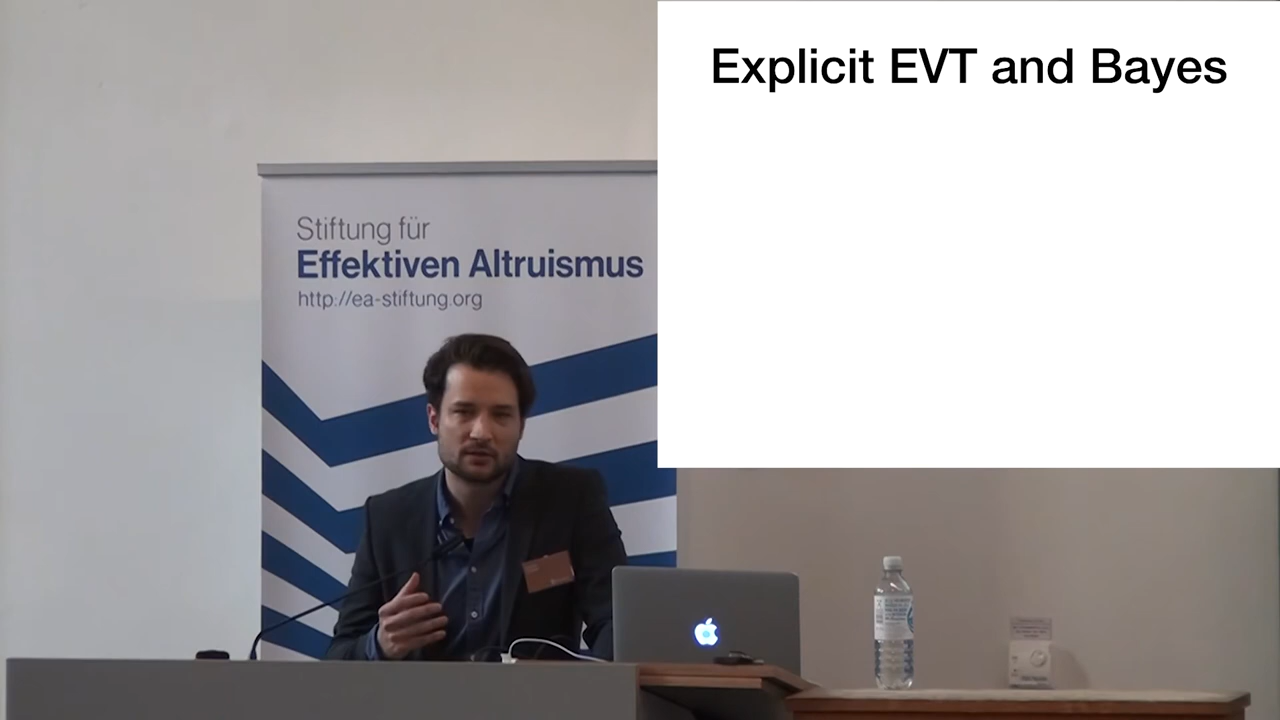 Explicit EVT and Bayes
Stiftung für
Effektiven Altruismus
http://ea-stiftung.org